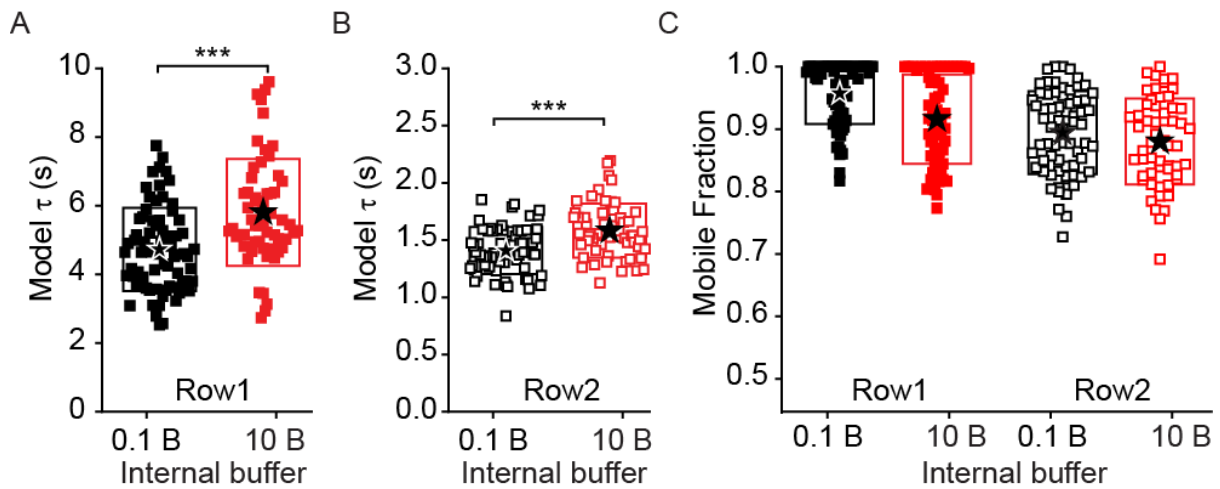 A
Model τ (s)
10
8
6
4
2
0
***
Row1
0.1 B
10 B
Internal buffer
B
Model τ (s)
3.0
2.5
2.0
1.5
1.0
0.5
0.0
***
Row2
0.1 B
10 B
Internal buffer
C
Mobile Fraction
1.0
0.9
0.8
0.7
0.6
0.5
Row1
Row2
0.1 B
10 B
0.1 B
10 B
Internal buffer